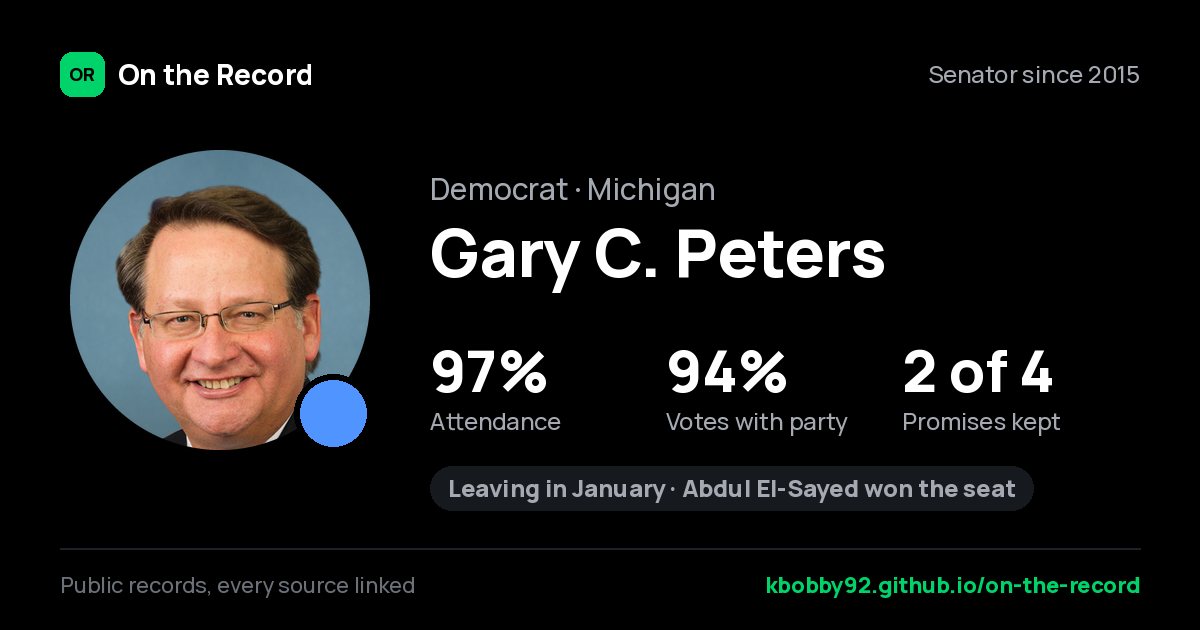 OR On the Record
Senator since 2015
Democrat · Michigan
Gary C. Peters
97% 94% 2 of 4
Attendance Votes with party Promises kept
Leaving in January · Abdul El-Sayed won the seat
Public records, every source linked
kbobby92.github.io/on-the-record